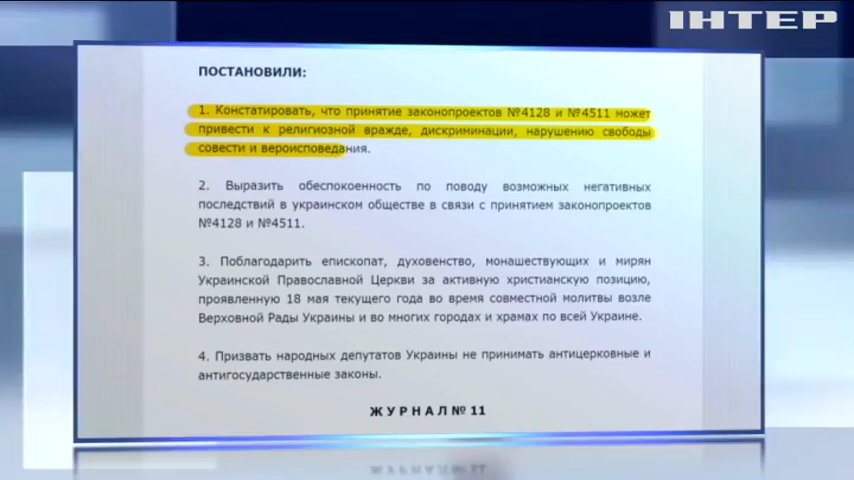 ІНТЕР
ПОСТАНОВИЛИ:
1. Констатировать, что принятие законопроектов №4128 и №4511 может
привести к религиозной вражде, дискриминации, нарушению свободы
совести и вероисповедания.
2. Выразить обеспокоенность по поводу возможных негативных
последствий в украинском обществе в связи с принятием законопроектов
№4128 и №4511.
3. Поблагодарить епископат, духовенство, монашествующих и мирян
Украинской Православной Церкви за активную христианскую позицию,
проявленную 18 мая текущего года во время совместной молитвы возле
Верховной Рады Украины и во многих городах и храмах по всей Украине.
4. Призвать народных депутатов Украины не принимать антицерковные и
антигосударственные законы.
ЖУРНАЛ № 11